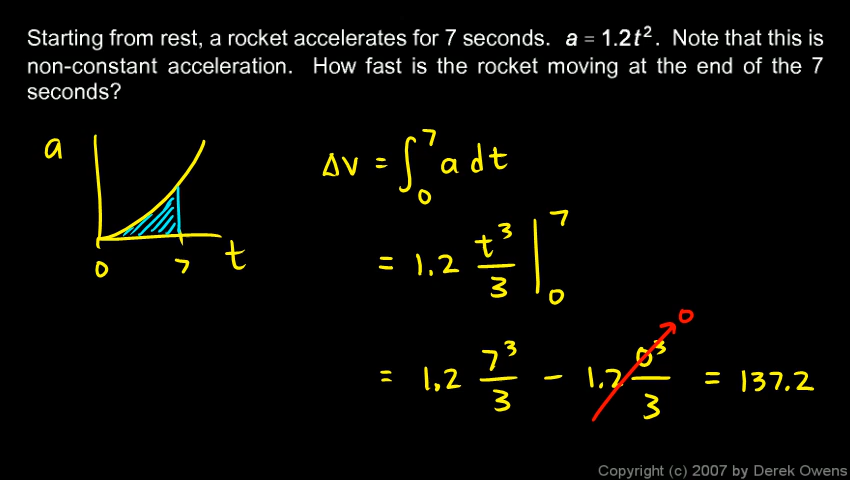 Starting from rest, a rocket accelerates for 7 seconds. a = 1.2t². Note that this is
non-constant acceleration. How fast is the rocket moving at the end of the 7
seconds?
a
0 7 t
Δv = ∫₀⁷ a dt
= 1.2 t³/3 |₀⁷
= 1.2 7³/3 − 1.2 0³/3 = 137.2
0
Copyright (c) 2007 by Derek Owens